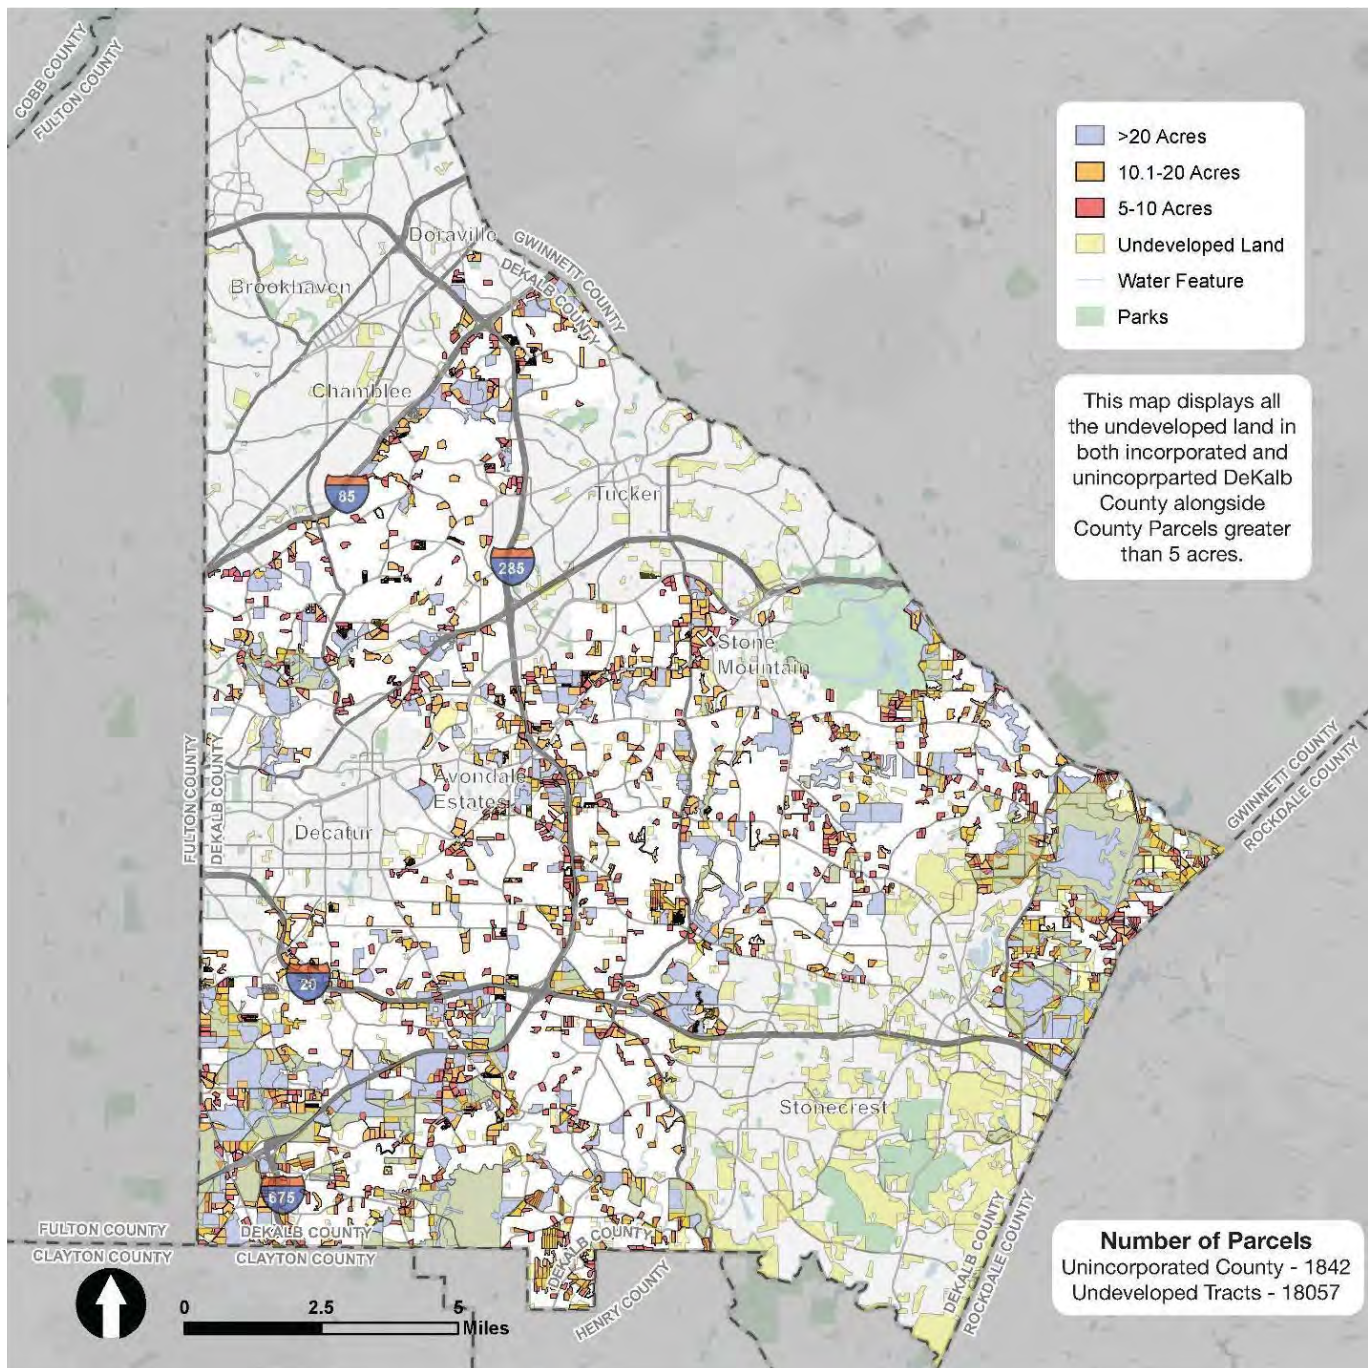 COBB COUNTY
FULTON COUNTY
>20 Acres
10.1-20 Acres
5-10 Acres
Undeveloped Land
Water Feature
Parks
This map displays all
the undeveloped land in
both incorporated and
unincoprparted DeKalb
County alongside
County Parcels greater
than 5 acres.
Doraville
GWINNETT COUNTY
DEKALB COUNTY
Brookhaven
Chamblee
85
Tucker
285
Stone
Mountain
FULTON COUNTY
DEKALB COUNTY
Avondale
Estates
Decatur
GWINNETT COUNTY
ROCKDALE COUNTY
20
Stonecrest
675
FULTON COUNTY
CLAYTON COUNTY
DEKALB COUNTY
CLAYTON COUNTY
DEKALB COUNTY
HENRY COUNTY
DEKALB COUNTY
ROCKDALE COUNTY
Number of Parcels
Unincorporated County - 1842
Undeveloped Tracts - 18057
0 2.5 5
Miles